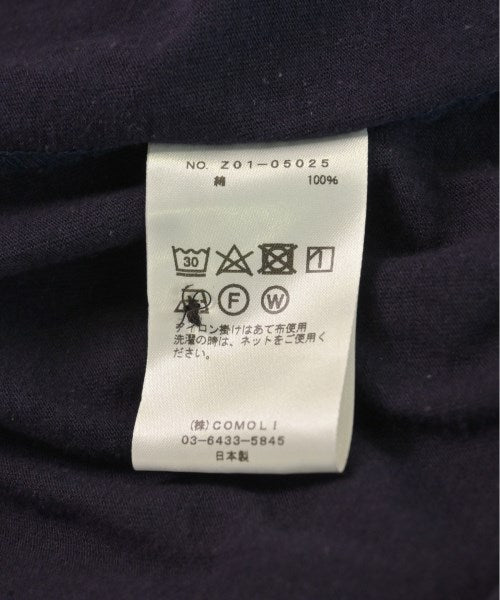 NO. Z01-05025
綿 100%
30
F W
アイロン掛けはあて布使用
洗濯の時は、ネットをご使用く
ださい。
(株)COMOLI
03-6433-5845
日本製